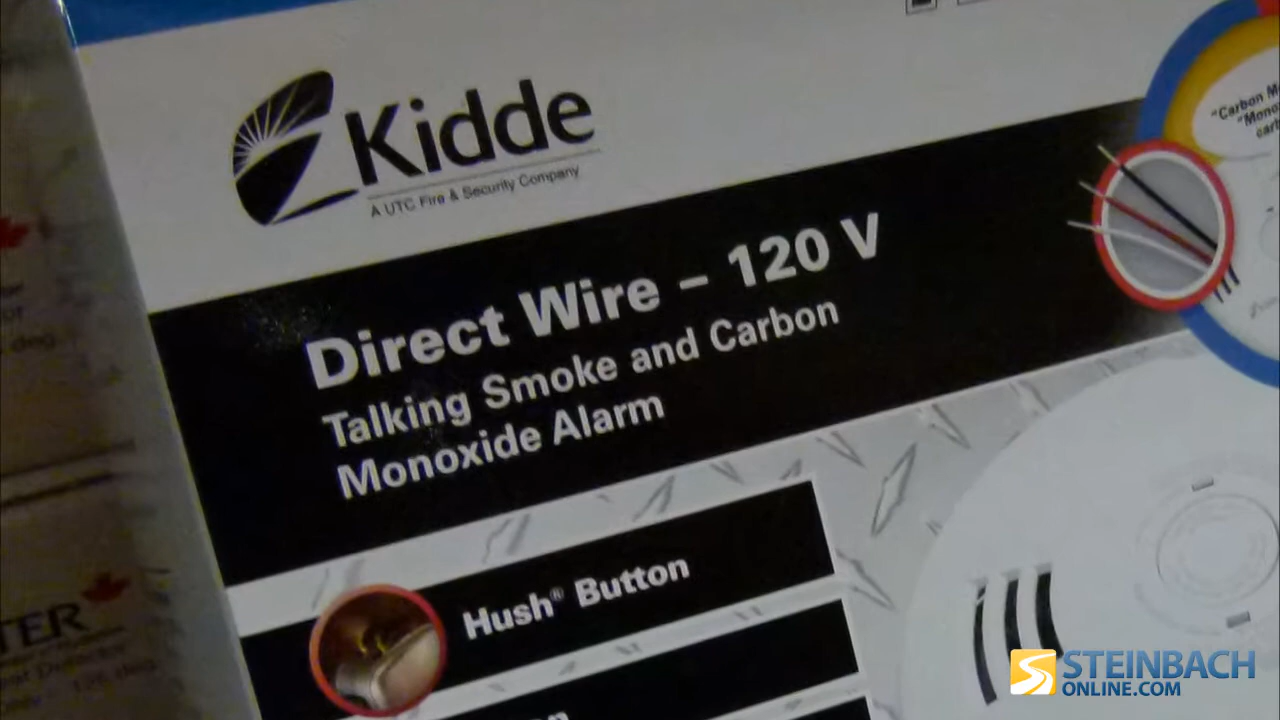 Kidde
A UTC Fire & Security Company
Direct Wire – 120 V
Talking Smoke and Carbon
Monoxide Alarm
Hush® Button
"Carbon
STEINBACH
ONLINE.COM